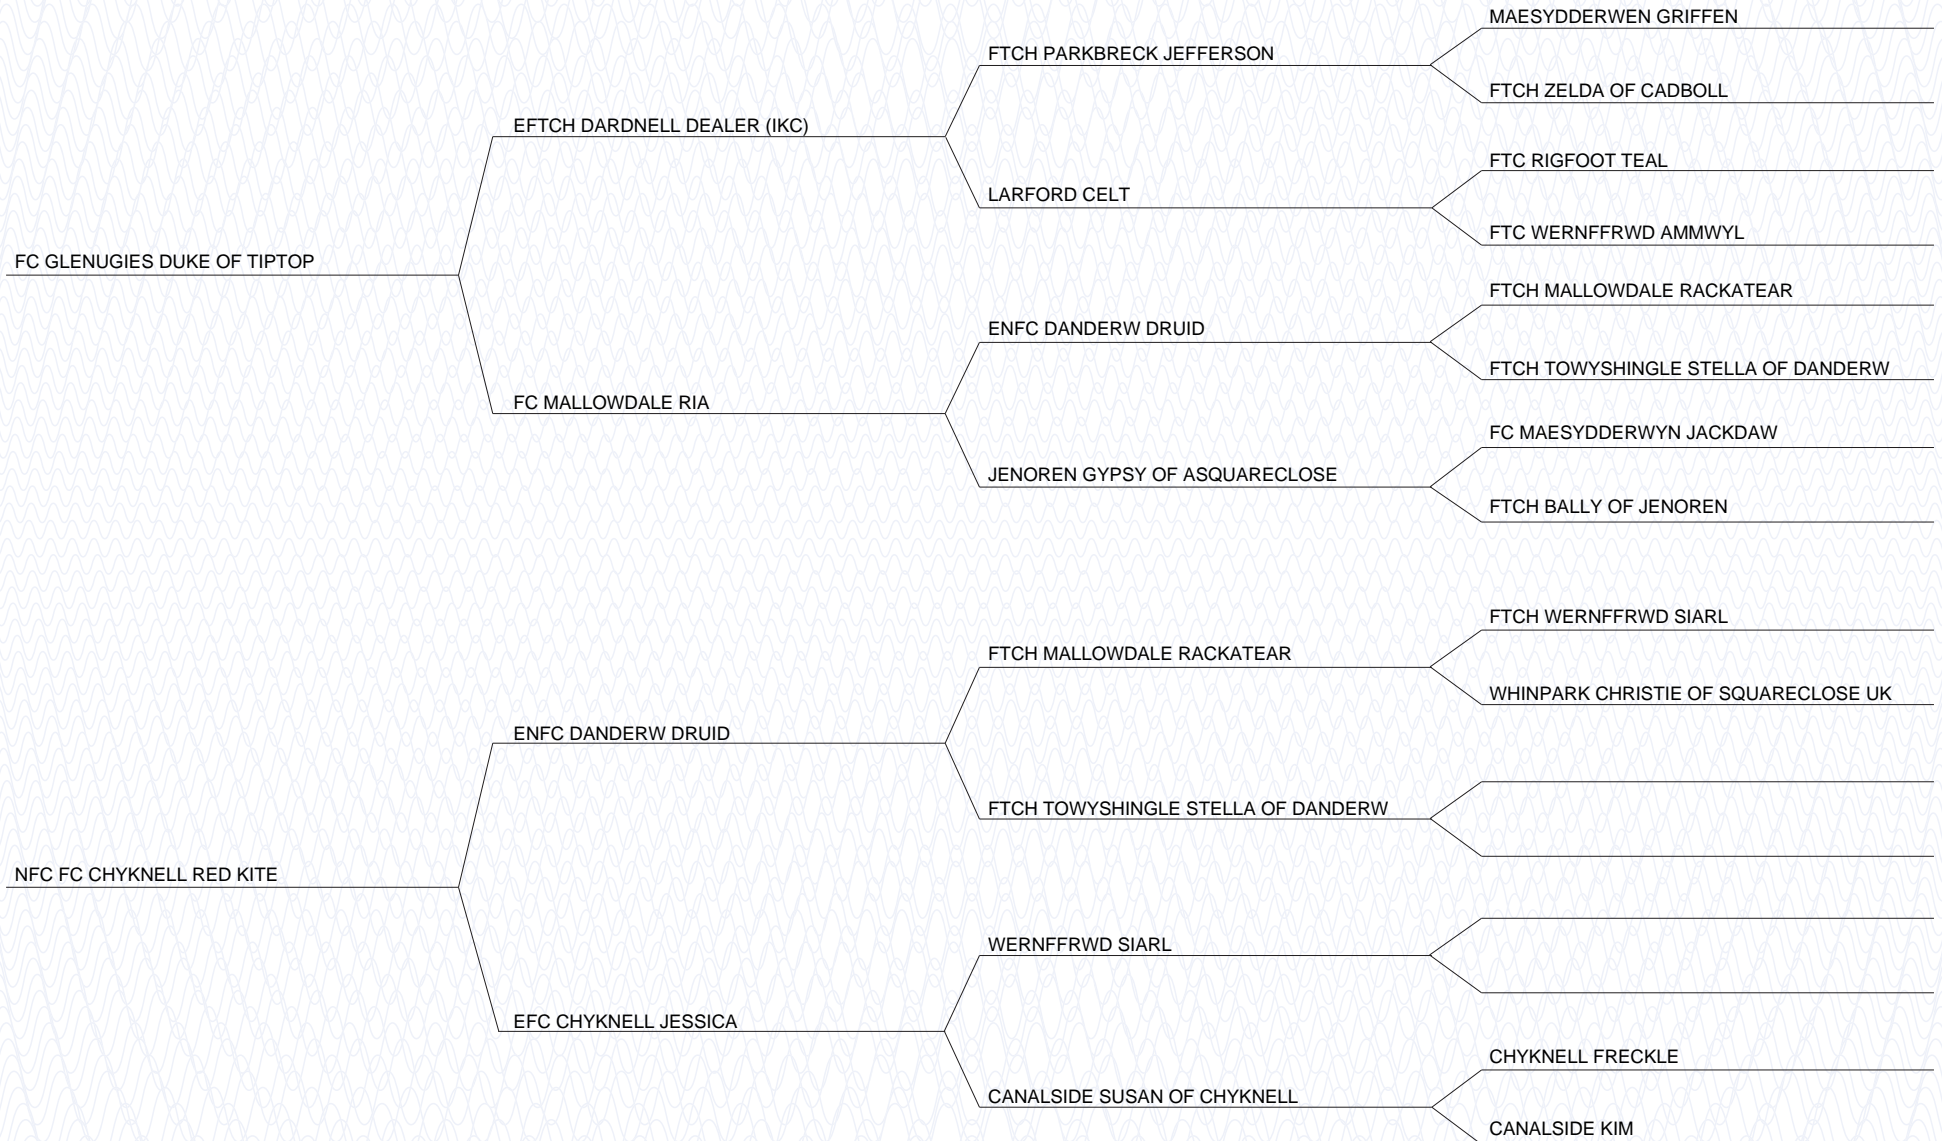 MAESYDDERWEN GRIFFEN
FTCH PARKBRECK JEFFERSON
FTCH ZELDA OF CADBOLL
EFTCH DARDNELL DEALER (IKC)
FTC RIGFOOT TEAL
LARFORD CELT
FTC WERNFFRWD AMMWYL
FC GLENUGIES DUKE OF TIPTOP
FTCH MALLOWDALE RACKATEAR
ENFC DANDERW DRUID
FTCH TOWYSHINGLE STELLA OF DANDERW
FC MALLOWDALE RIA
FC MAESYDDERWYN JACKDAW
JENOREN GYPSY OF ASQUARECLOSE
FTCH BALLY OF JENOREN
FTCH WERNFFRWD SIARL
FTCH MALLOWDALE RACKATEAR
WHINPARK CHRISTIE OF SQUARECLOSE UK
ENFC DANDERW DRUID
FTCH TOWYSHINGLE STELLA OF DANDERW
NFC FC CHYKNELL RED KITE
WERNFFRWD SIARL
EFC CHYKNELL JESSICA
CHYKNELL FRECKLE
CANALSIDE SUSAN OF CHYKNELL
CANALSIDE KIM